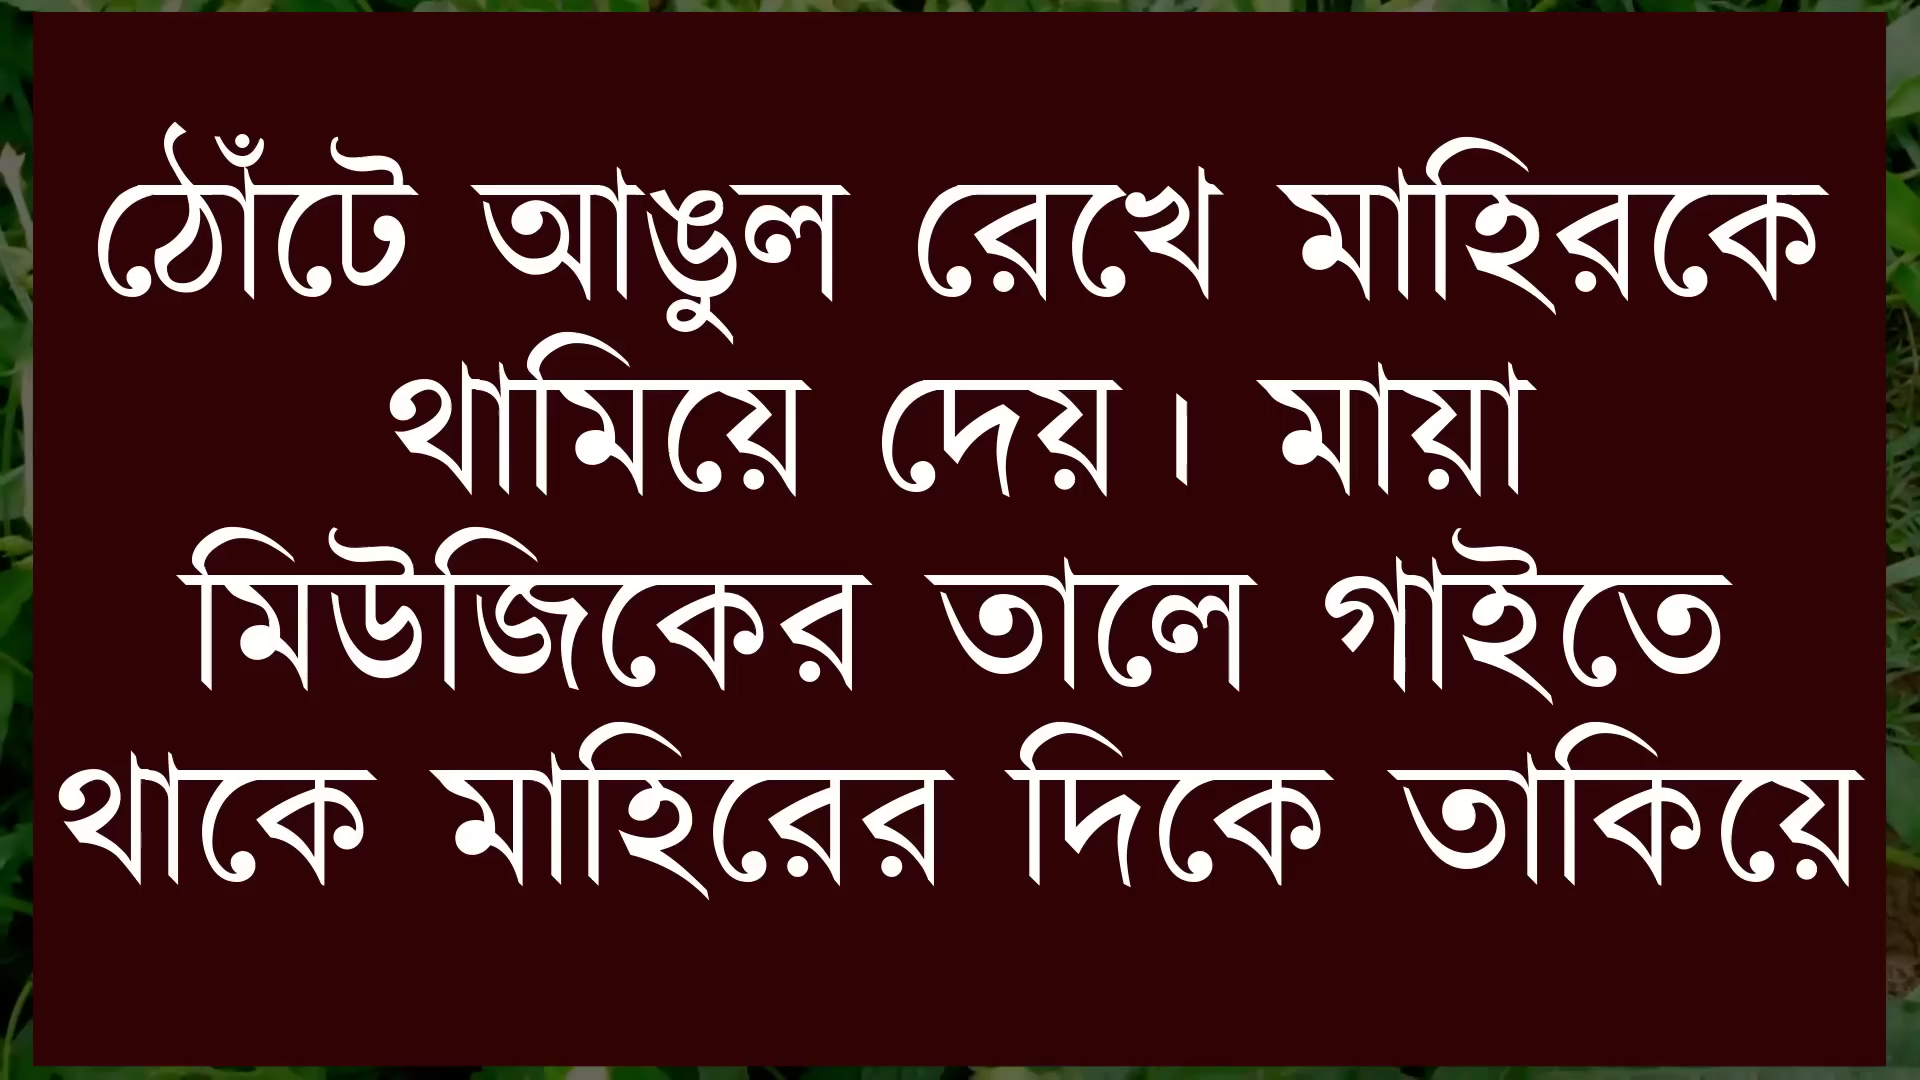 ঠোঁটে আঙুল রেখে মাহিরকে
থামিয়ে দেয়। মায়া
মিউজিকের তালে গাইতে
থাকে মাহিরের দিকে তাকিয়ে